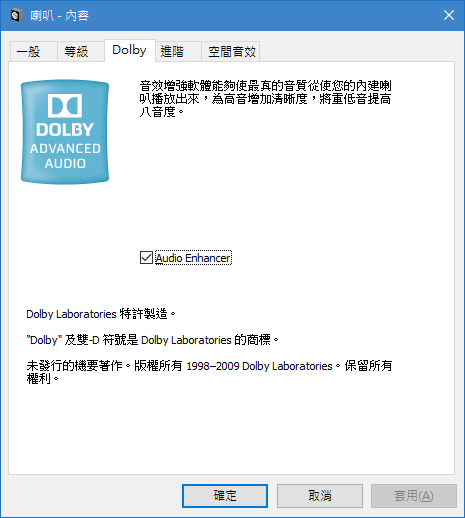 喇叭 - 內容
一般 等級 Dolby 進階 空間音效
DOLBY
ADVANCED
AUDIO
音效增強軟體能夠使最真的音質從使您的內建喇
叭播放出來，為高音增加清晰度，將重低音提高
八音度。
Audio Enhancer
Dolby Laboratories 特許製造。
"Dolby" 及雙-D 符號是 Dolby Laboratories 的商標。
未發行的機要著作。版權所有 1998–2009 Dolby Laboratories。保留所有
權利。
確定 取消 套用(A)